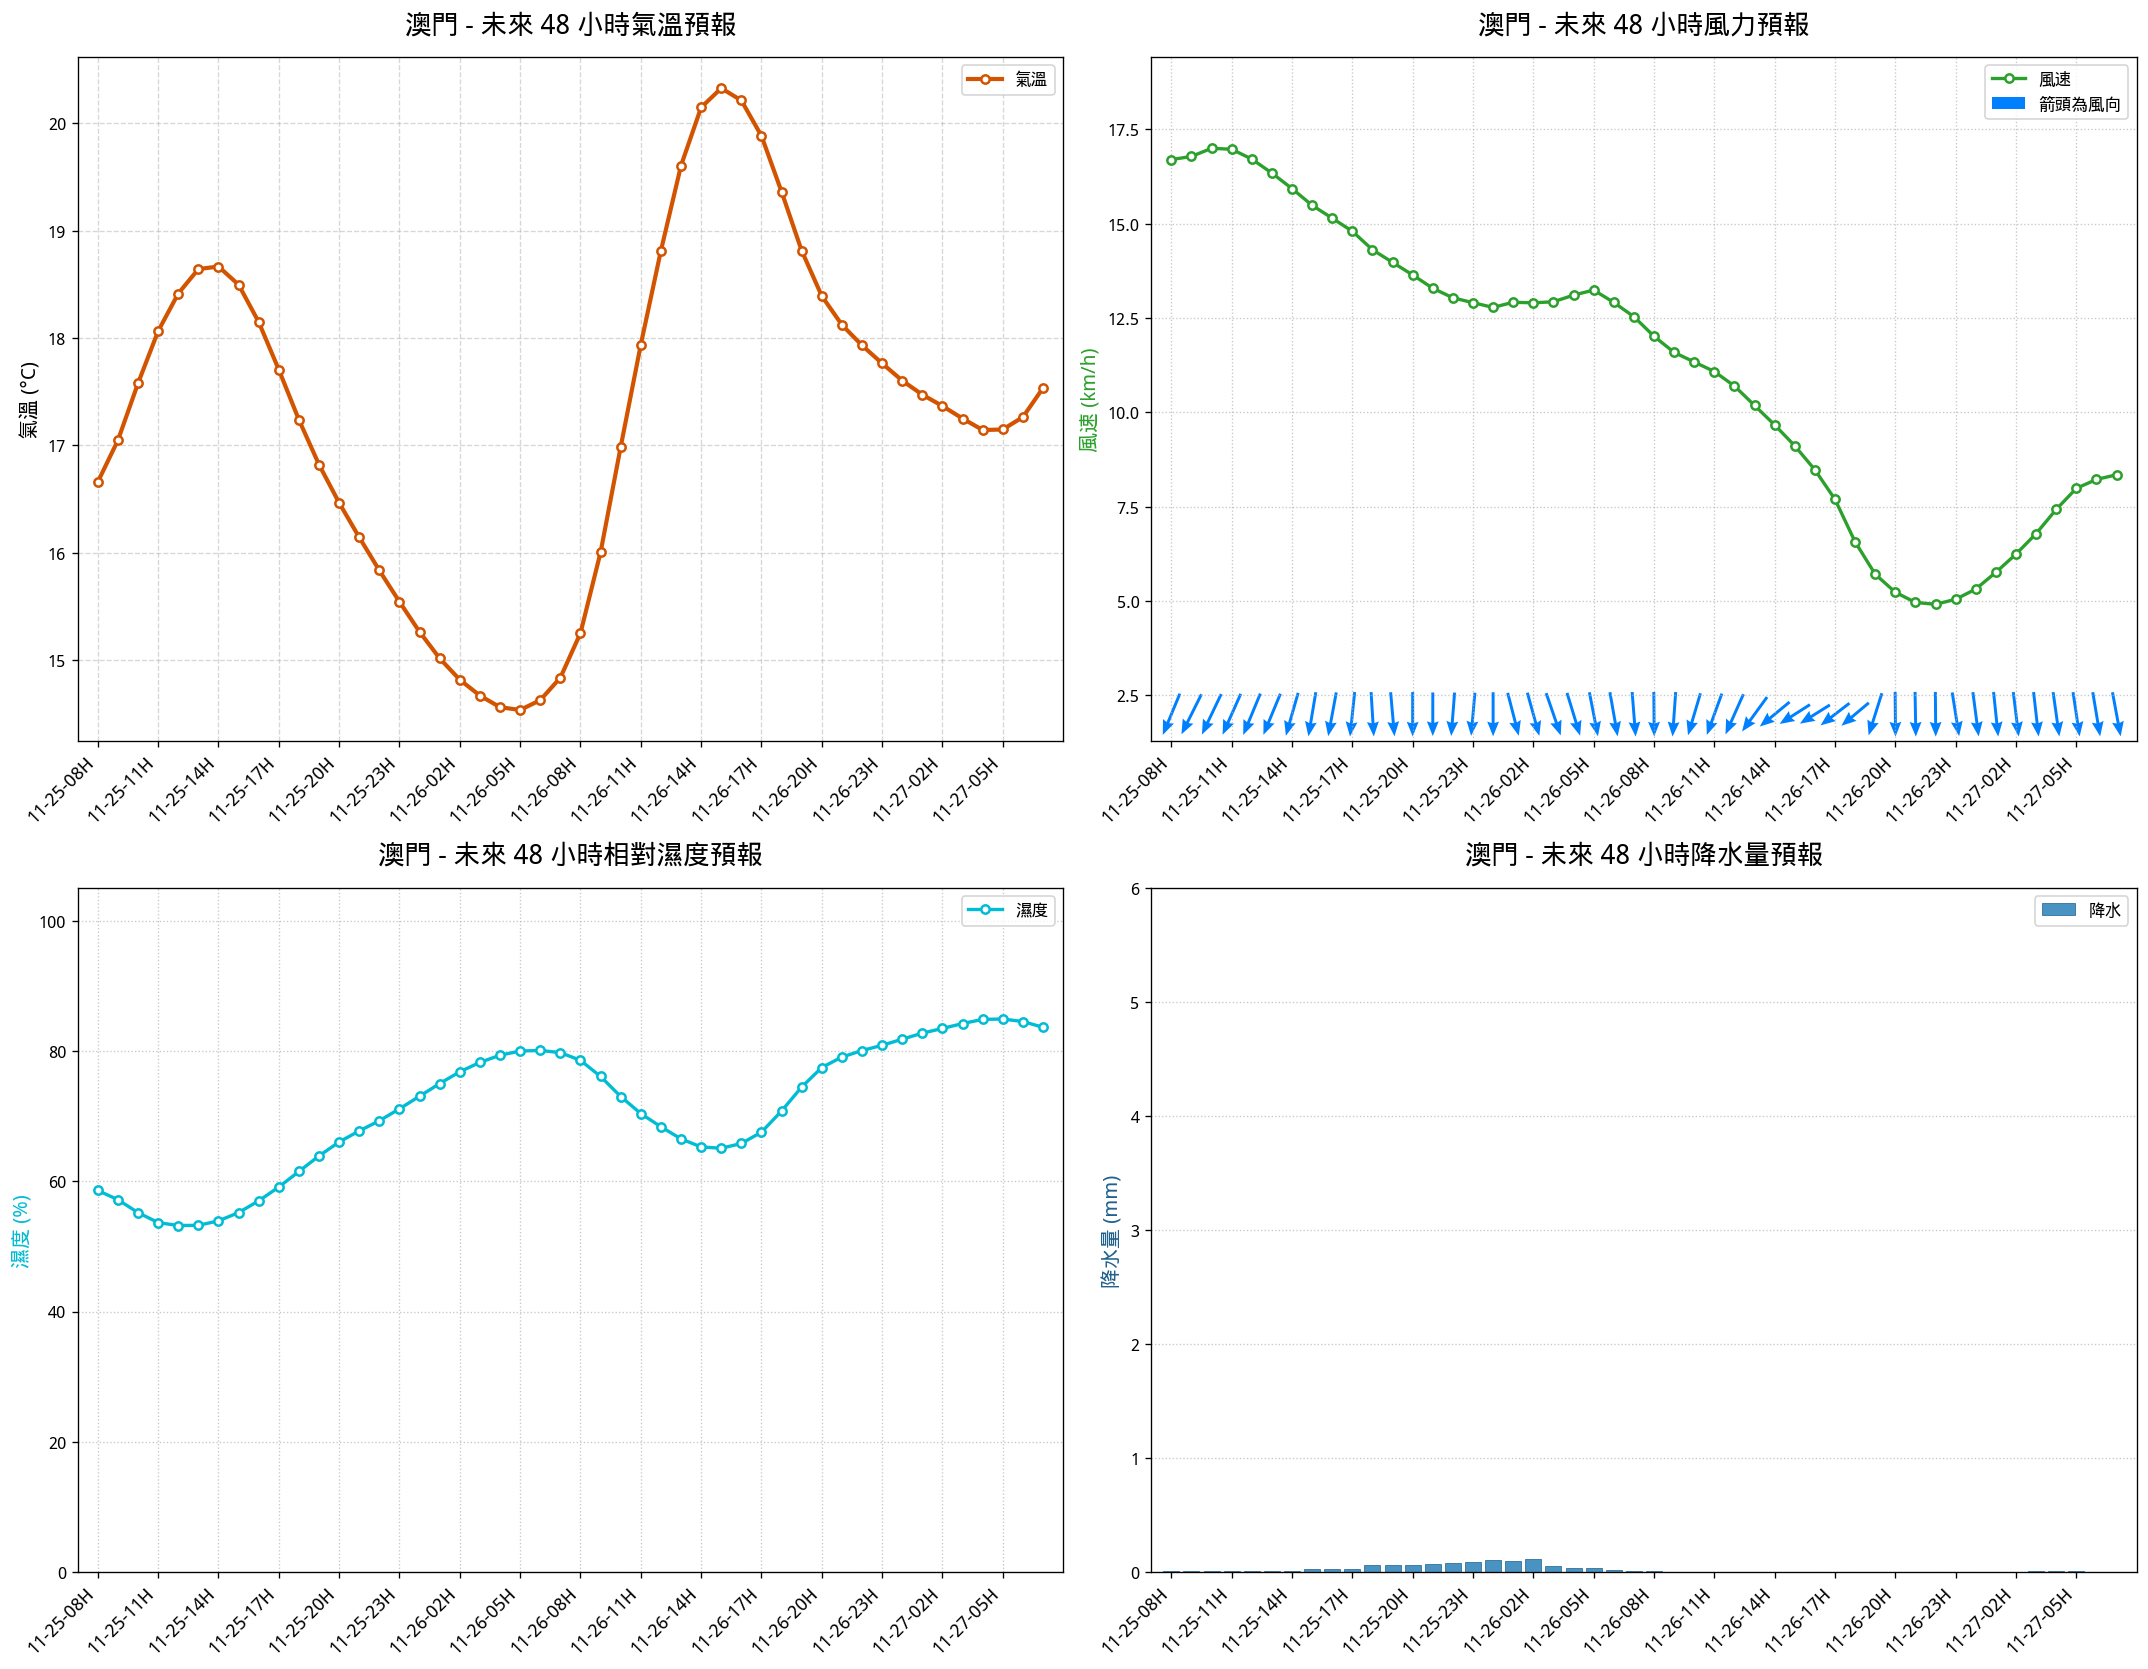 澳門 - 未來 48 小時氣溫預報
氣溫
氣溫 (°C)
20
19
18
17
16
15
11-25-08H
11-25-11H
11-25-14H
11-25-17H
11-25-20H
11-25-23H
11-26-02H
11-26-05H
11-26-08H
11-26-11H
11-26-14H
11-26-17H
11-26-20H
11-26-23H
11-27-02H
11-27-05H
澳門 - 未來 48 小時風力預報
風速
箭頭為風向
風速 (km/h)
17.5
15.0
12.5
10.0
7.5
5.0
2.5
11-25-08H
11-25-11H
11-25-14H
11-25-17H
11-25-20H
11-25-23H
11-26-02H
11-26-05H
11-26-08H
11-26-11H
11-26-14H
11-26-17H
11-26-20H
11-26-23H
11-27-02H
11-27-05H
澳門 - 未來 48 小時相對濕度預報
濕度
濕度 (%)
100
80
60
40
20
0
11-25-08H
11-25-11H
11-25-14H
11-25-17H
11-25-20H
11-25-23H
11-26-02H
11-26-05H
11-26-08H
11-26-11H
11-26-14H
11-26-17H
11-26-20H
11-26-23H
11-27-02H
11-27-05H
澳門 - 未來 48 小時降水量預報
降水
降水量 (mm)
6
5
4
3
2
1
0
11-25-08H
11-25-11H
11-25-14H
11-25-17H
11-25-20H
11-25-23H
11-26-02H
11-26-05H
11-26-08H
11-26-11H
11-26-14H
11-26-17H
11-26-20H
11-26-23H
11-27-02H
11-27-05H